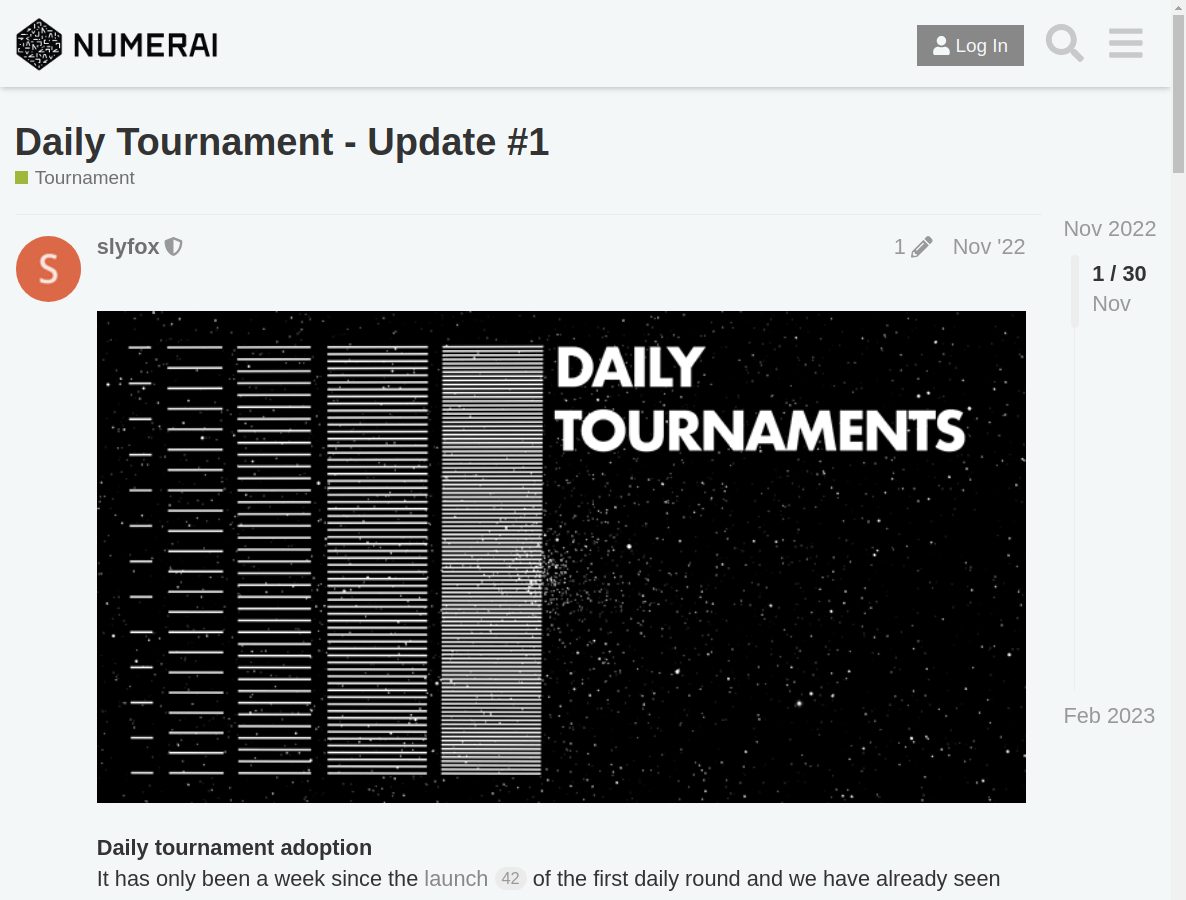 NUMERAI
Log In
Daily Tournament - Update #1
Tournament
Nov 2022
S
slyfox
1
Nov '22
1 / 30
Nov
DAILY
TOURNAMENTS
Feb 2023
Daily tournament adoption
It has only been a week since the launch 42 of the first daily round and we have already seen